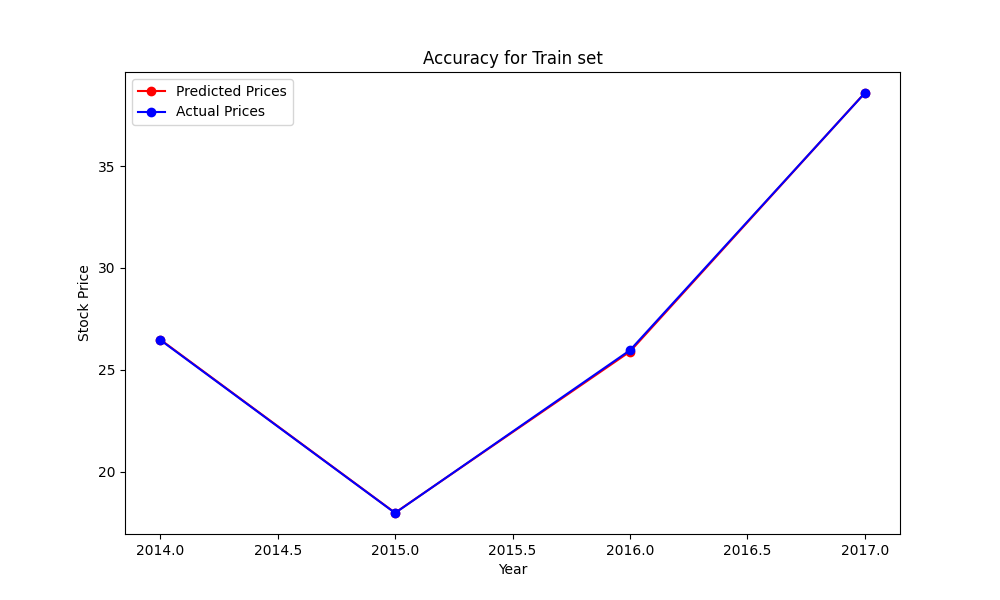 Accuracy for Train set
Predicted Prices
Actual Prices
Stock Price
35
30
25
20
2014.0 2014.5 2015.0 2015.5 2016.0 2016.5 2017.0
Year